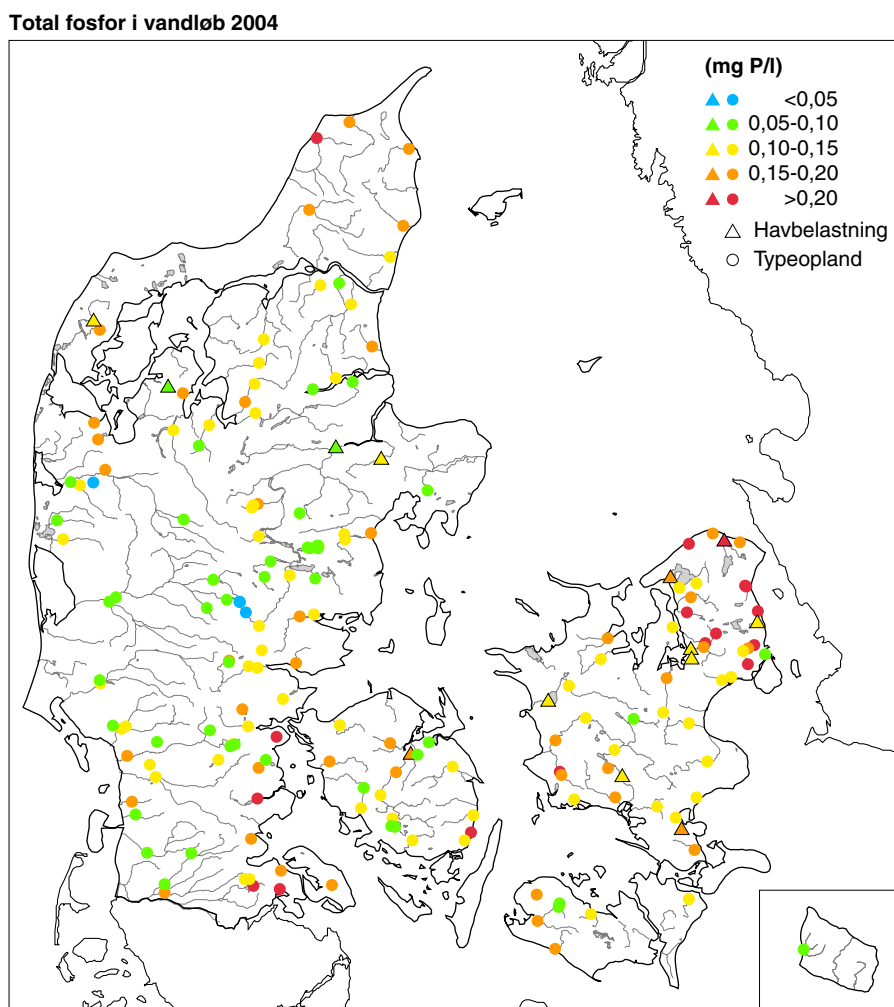 Total fosfor i vandløb 2004
(mg P/l)
<0,05
0,05-0,10
0,10-0,15
0,15-0,20
>0,20
Havbelastning
Typeopland